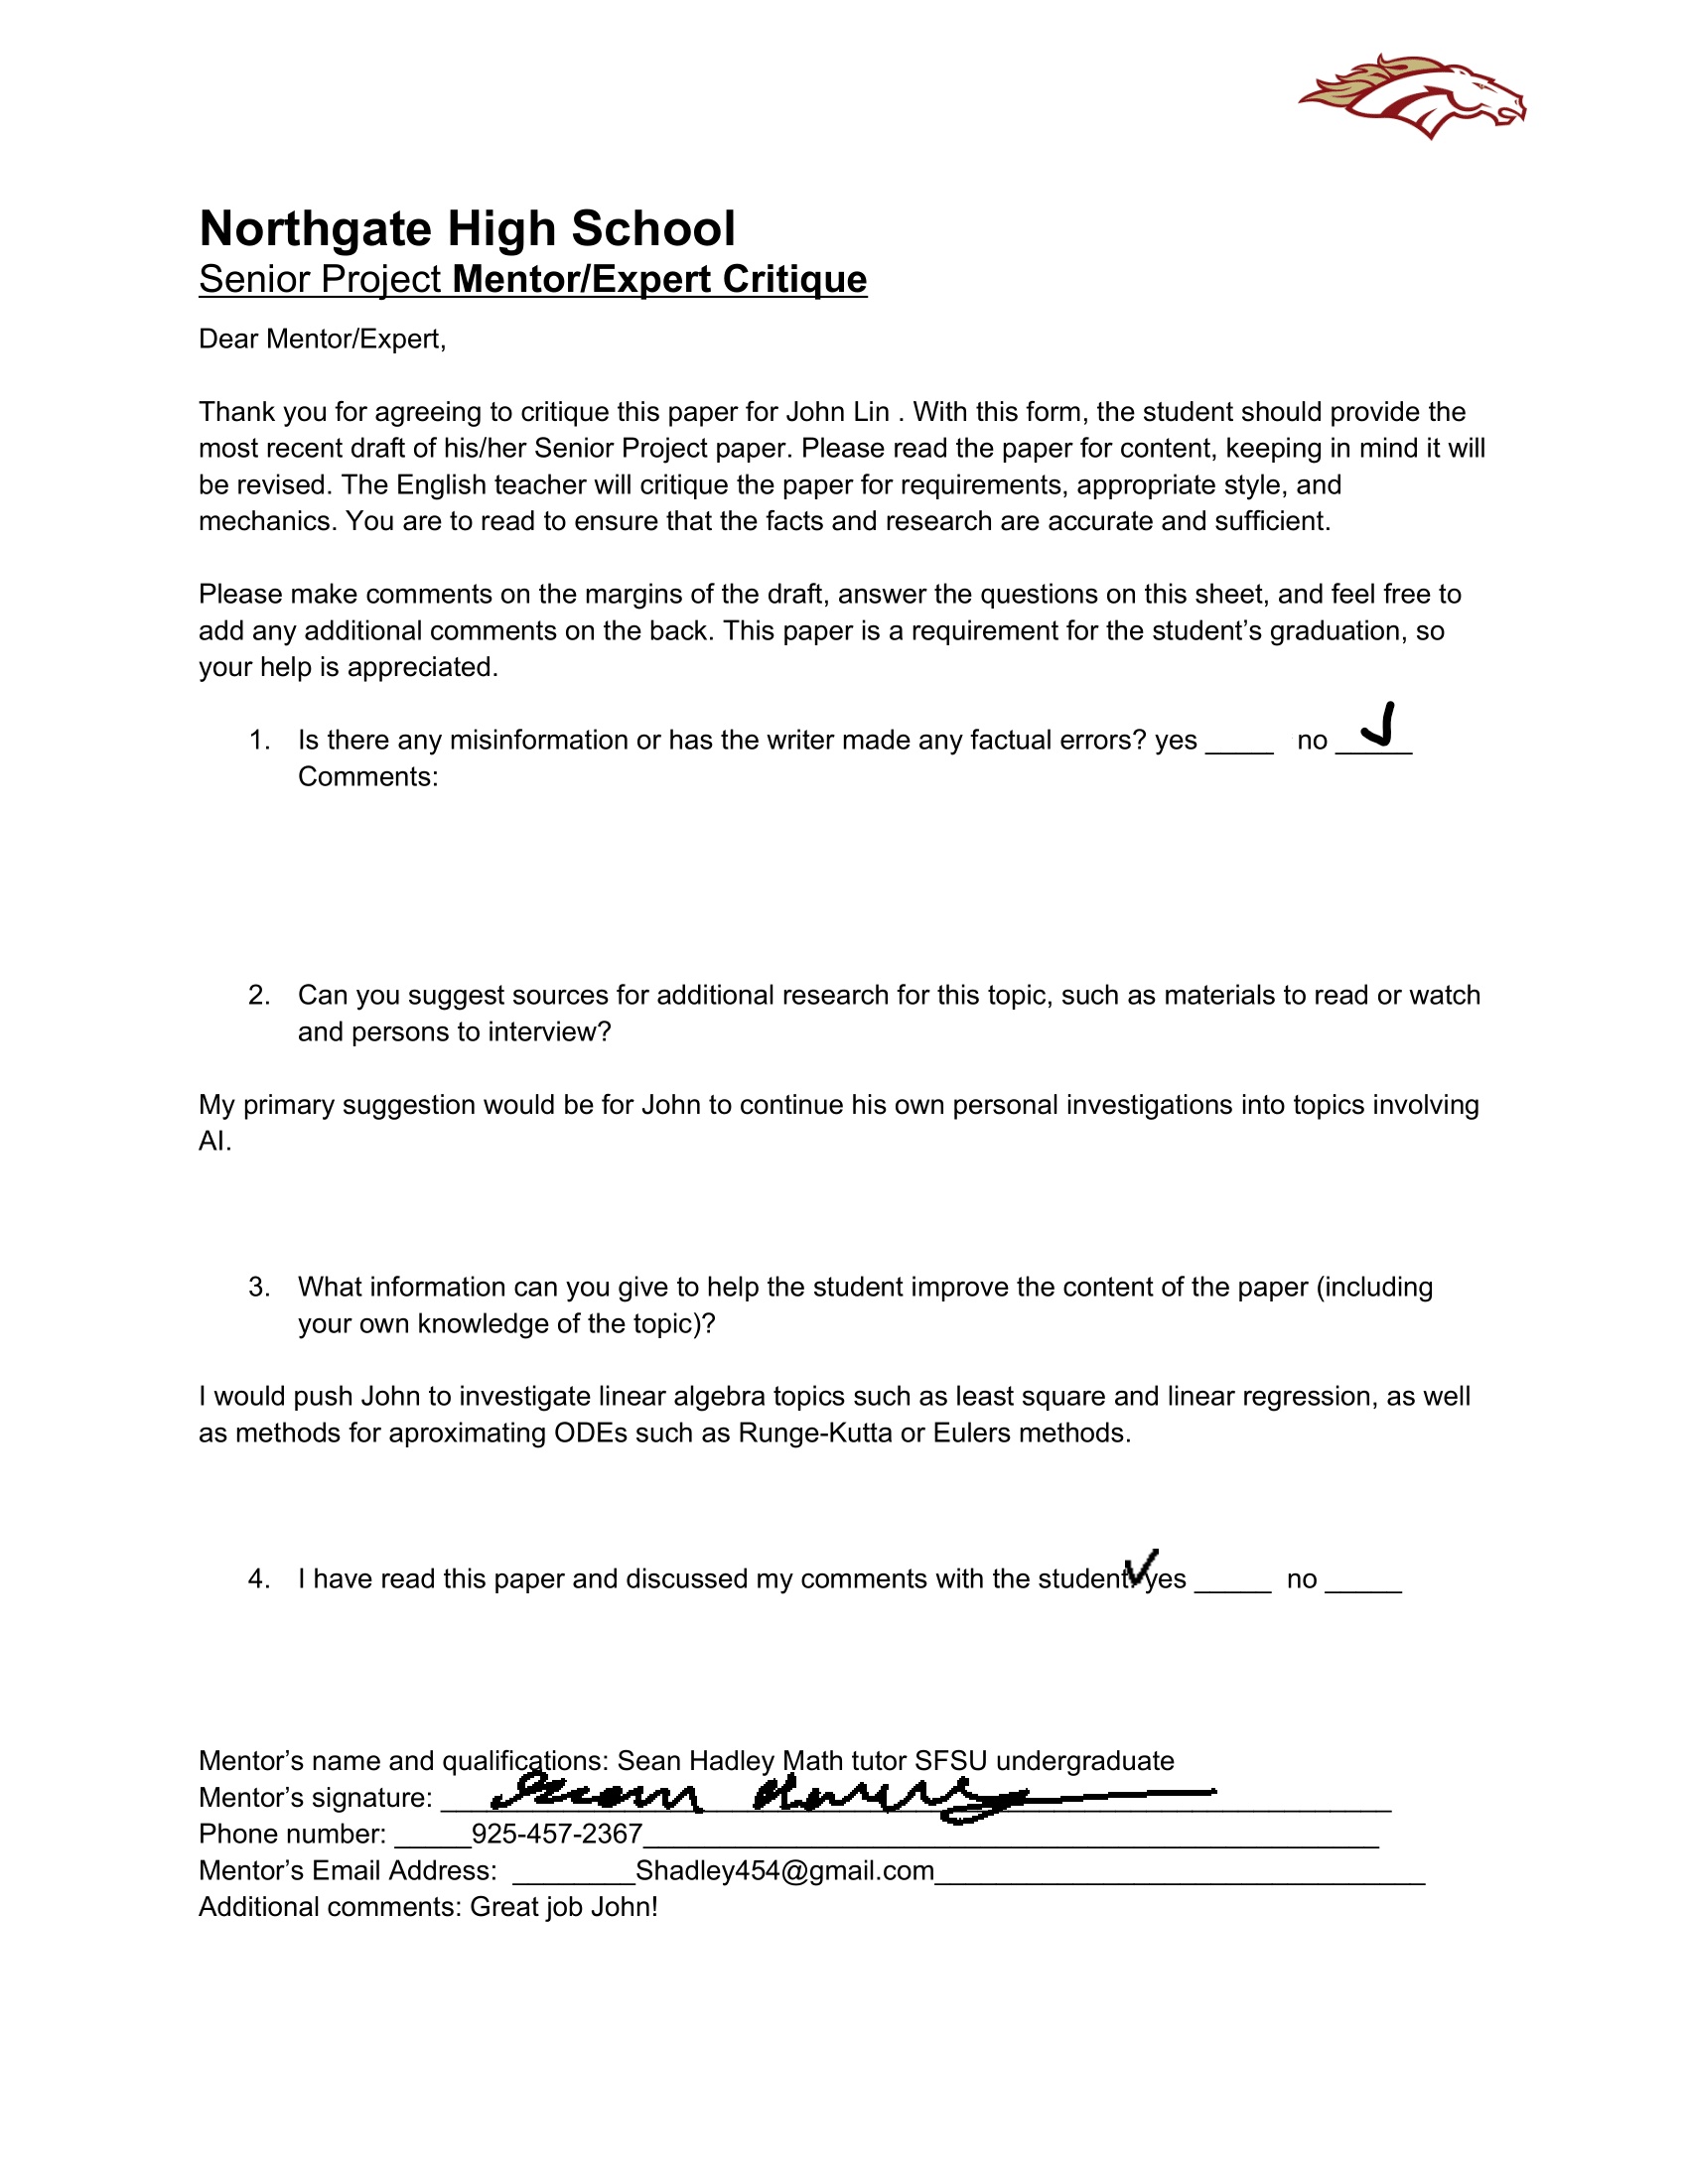 Northgate High School
Senior Project Mentor/Expert Critique
Dear Mentor/Expert,
Thank you for agreeing to critique this paper for John Lin . With this form, the student should provide the
most recent draft of his/her Senior Project paper. Please read the paper for content, keeping in mind it will
be revised. The English teacher will critique the paper for requirements, appropriate style, and
mechanics. You are to read to ensure that the facts and research are accurate and sufficient.
Please make comments on the margins of the draft, answer the questions on this sheet, and feel free to
add any additional comments on the back. This paper is a requirement for the student’s graduation, so
your help is appreciated.
1. Is there any misinformation or has the writer made any factual errors? yes _____ no _____
Comments:
2. Can you suggest sources for additional research for this topic, such as materials to read or watch
and persons to interview?
My primary suggestion would be for John to continue his own personal investigations into topics involving
AI.
3. What information can you give to help the student improve the content of the paper (including
your own knowledge of the topic)?
I would push John to investigate linear algebra topics such as least square and linear regression, as well
as methods for aproximating ODEs such as Runge-Kutta or Eulers methods.
4. I have read this paper and discussed my comments with the student. yes _____ no _____
Mentor’s name and qualifications: Sean Hadley Math tutor SFSU undergraduate
Mentor’s signature: 
Phone number: _____925-457-2367_____
Mentor’s Email Address: ________Shadley454@gmail.com________
Additional comments: Great job John!